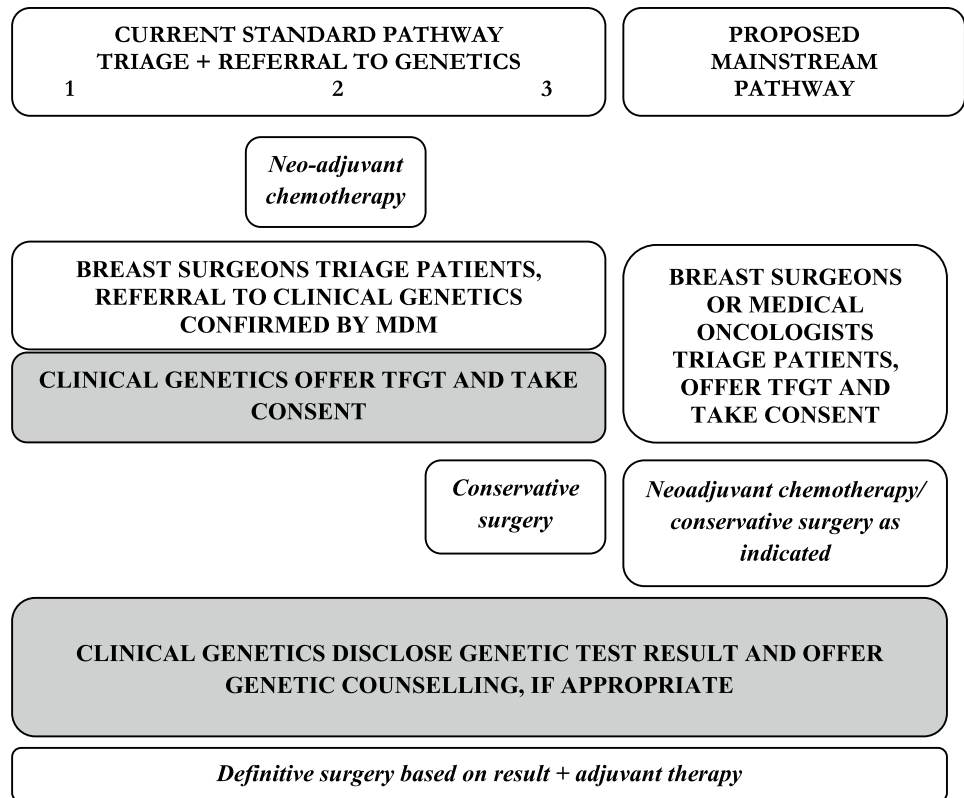 CURRENT STANDARD PATHWAY
TRIAGE + REFERRAL TO GENETICS
1 2 3
PROPOSED
MAINSTREAM
PATHWAY
Neo-adjuvant
chemotherapy
BREAST SURGEONS TRIAGE PATIENTS,
REFERRAL TO CLINICAL GENETICS
CONFIRMED BY MDM
CLINICAL GENETICS OFFER TFGT AND TAKE
CONSENT
BREAST SURGEONS
OR MEDICAL
ONCOLOGISTS
TRIAGE PATIENTS,
OFFER TFGT AND
TAKE CONSENT
Conservative
surgery
Neoadjuvant chemotherapy/
conservative surgery as
indicated
CLINICAL GENETICS DISCLOSE GENETIC TEST RESULT AND OFFER
GENETIC COUNSELLING, IF APPROPRIATE
Definitive surgery based on result + adjuvant therapy